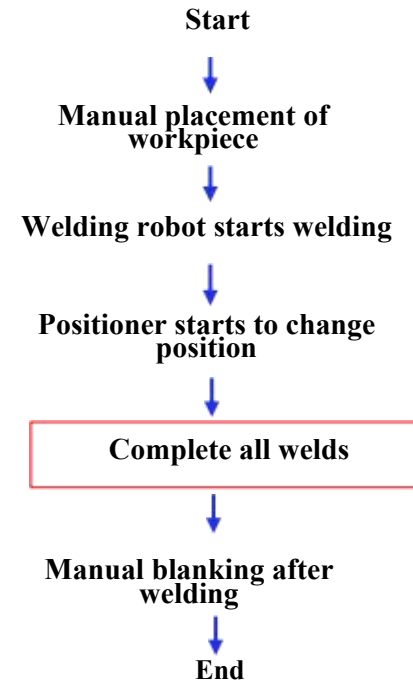 Start
Manual placement of
workpiece
Welding robot starts welding
Positioner starts to change
position
Complete all welds
Manual blanking after
welding
End